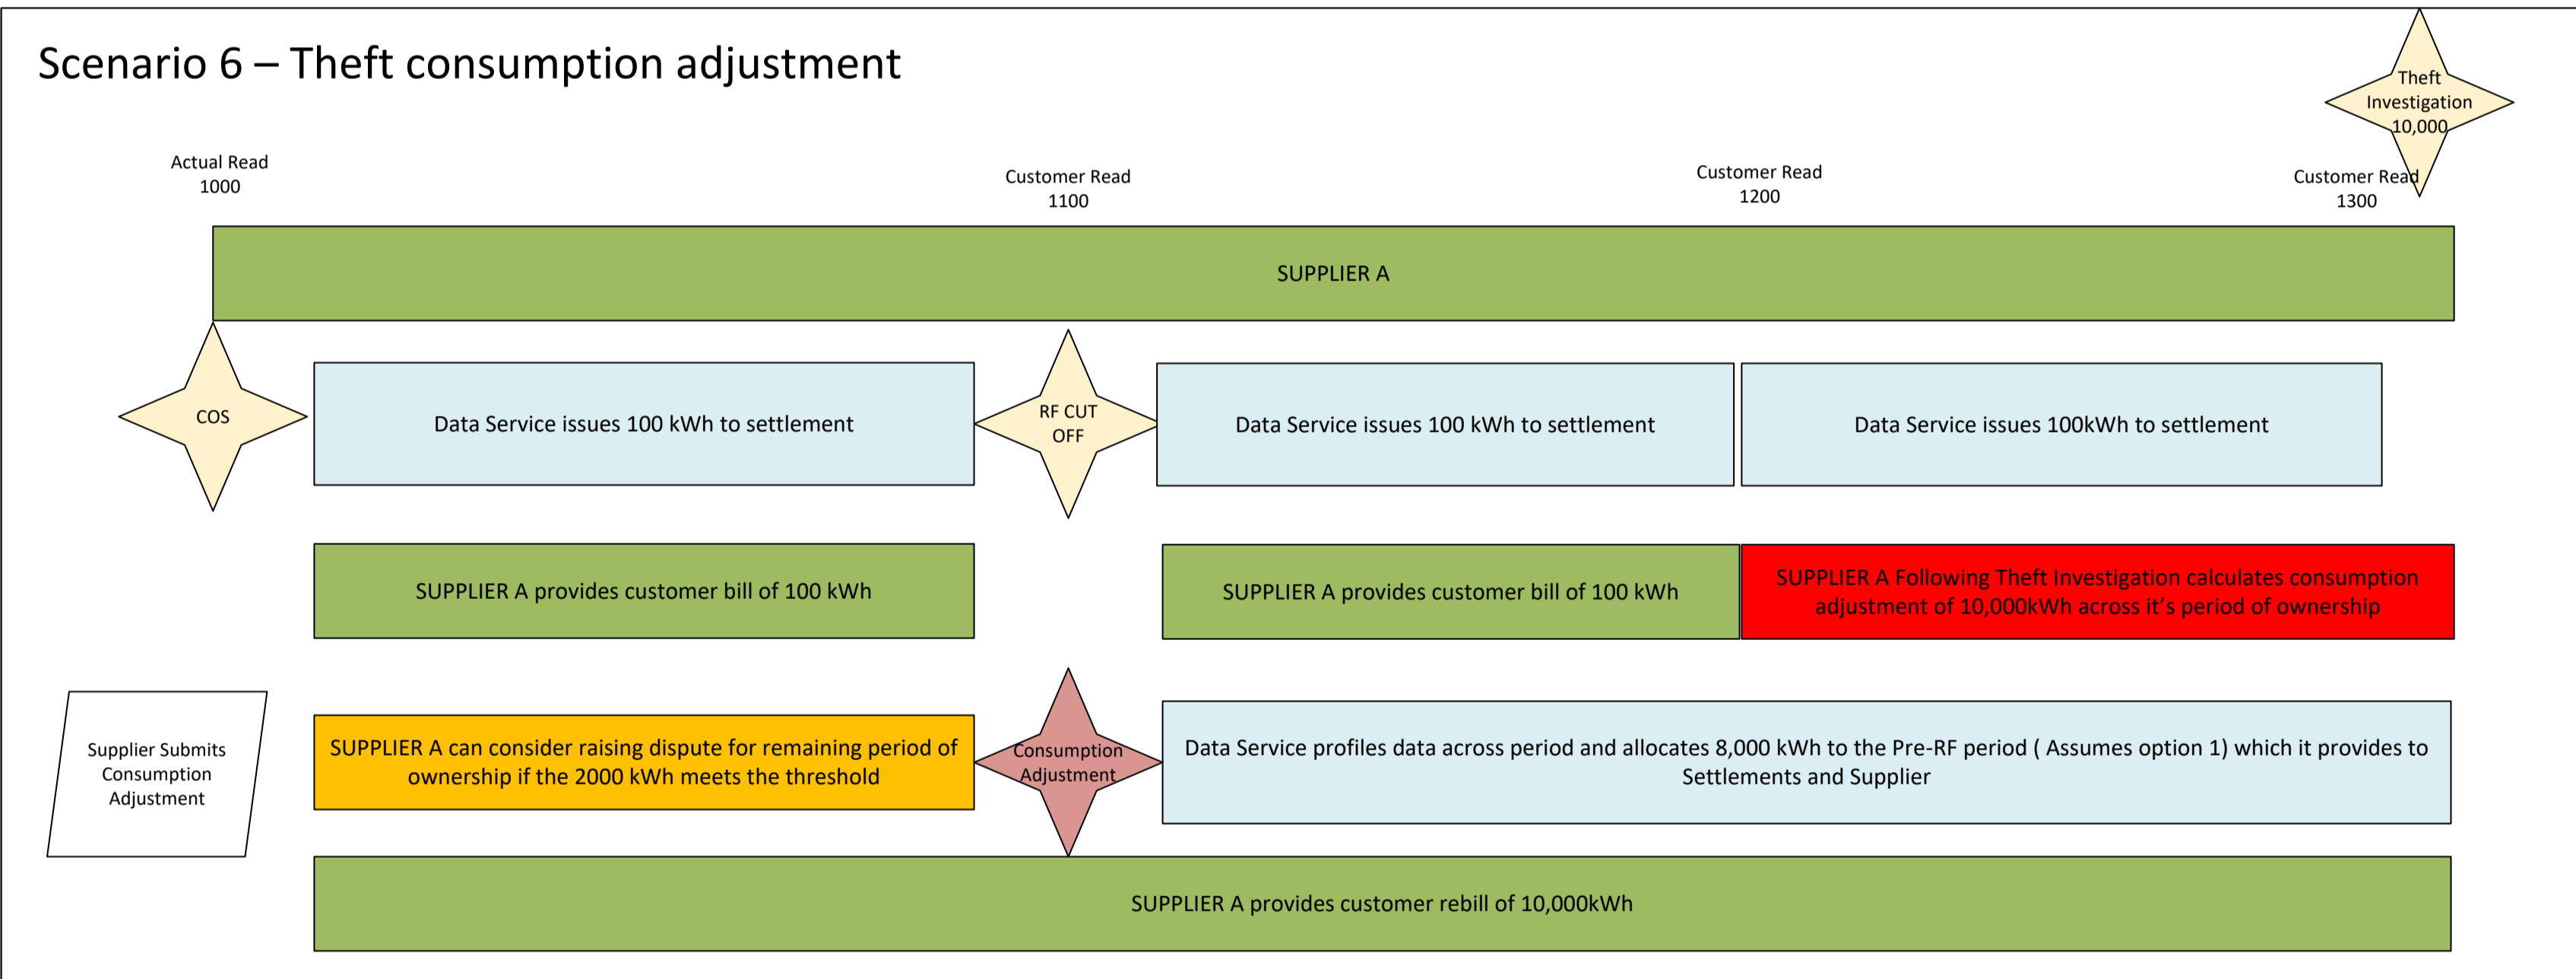 Scenario 6 – Theft consumption adjustment
Theft
Investigation
10,000
Actual Read
1000
Customer Read
1100
Customer Read
1200
Customer Read
1300
SUPPLIER A
COS
Data Service issues 100 kWh to settlement
RF CUT
OFF
Data Service issues 100 kWh to settlement
Data Service issues 100kWh to settlement
SUPPLIER A provides customer bill of 100 kWh
SUPPLIER A provides customer bill of 100 kWh
SUPPLIER A Following Theft Investigation calculates consumption
adjustment of 10,000kWh across it’s period of ownership
Supplier Submits
Consumption
Adjustment
SUPPLIER A can consider raising dispute for remaining period of
ownership if the 2000 kWh meets the threshold
Consumption
Adjustment
Data Service profiles data across period and allocates 8,000 kWh to the Pre-RF period ( Assumes option 1) which it provides to
Settlements and Supplier
SUPPLIER A provides customer rebill of 10,000kWh